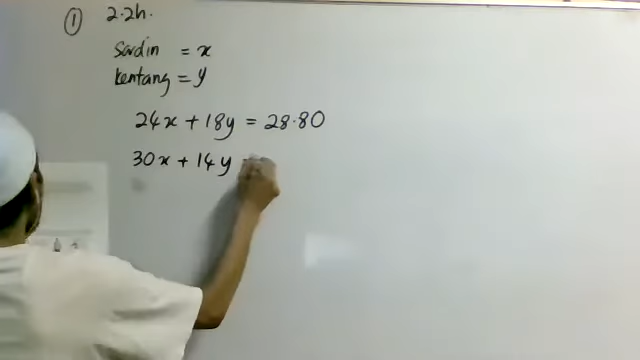 ① 2.2h.
Sardin = x
kentang = y
24x + 18y = 28.80
30x + 14y